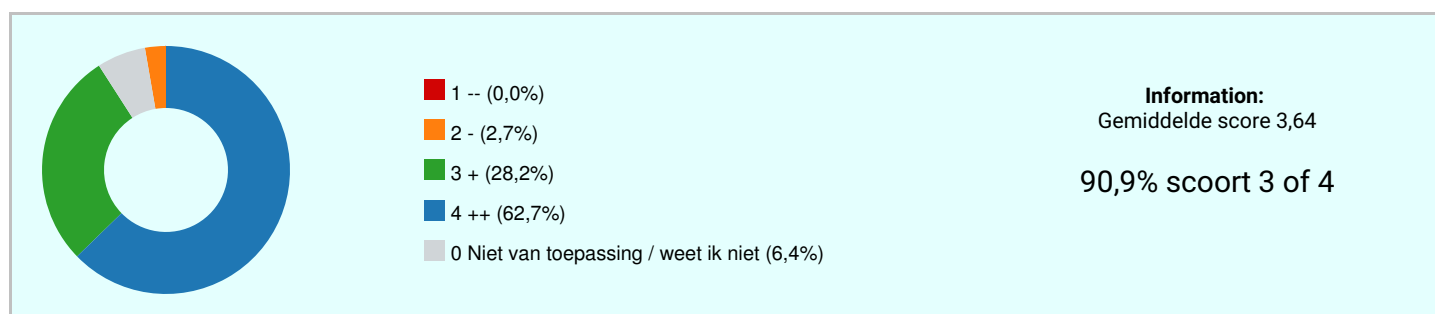 1 -- (0,0%)
2 - (2,7%)
3 + (28,2%)
4 ++ (62,7%)
0 Niet van toepassing / weet ik niet (6,4%)
Information:
Gemiddelde score 3,64
90,9% scoort 3 of 4